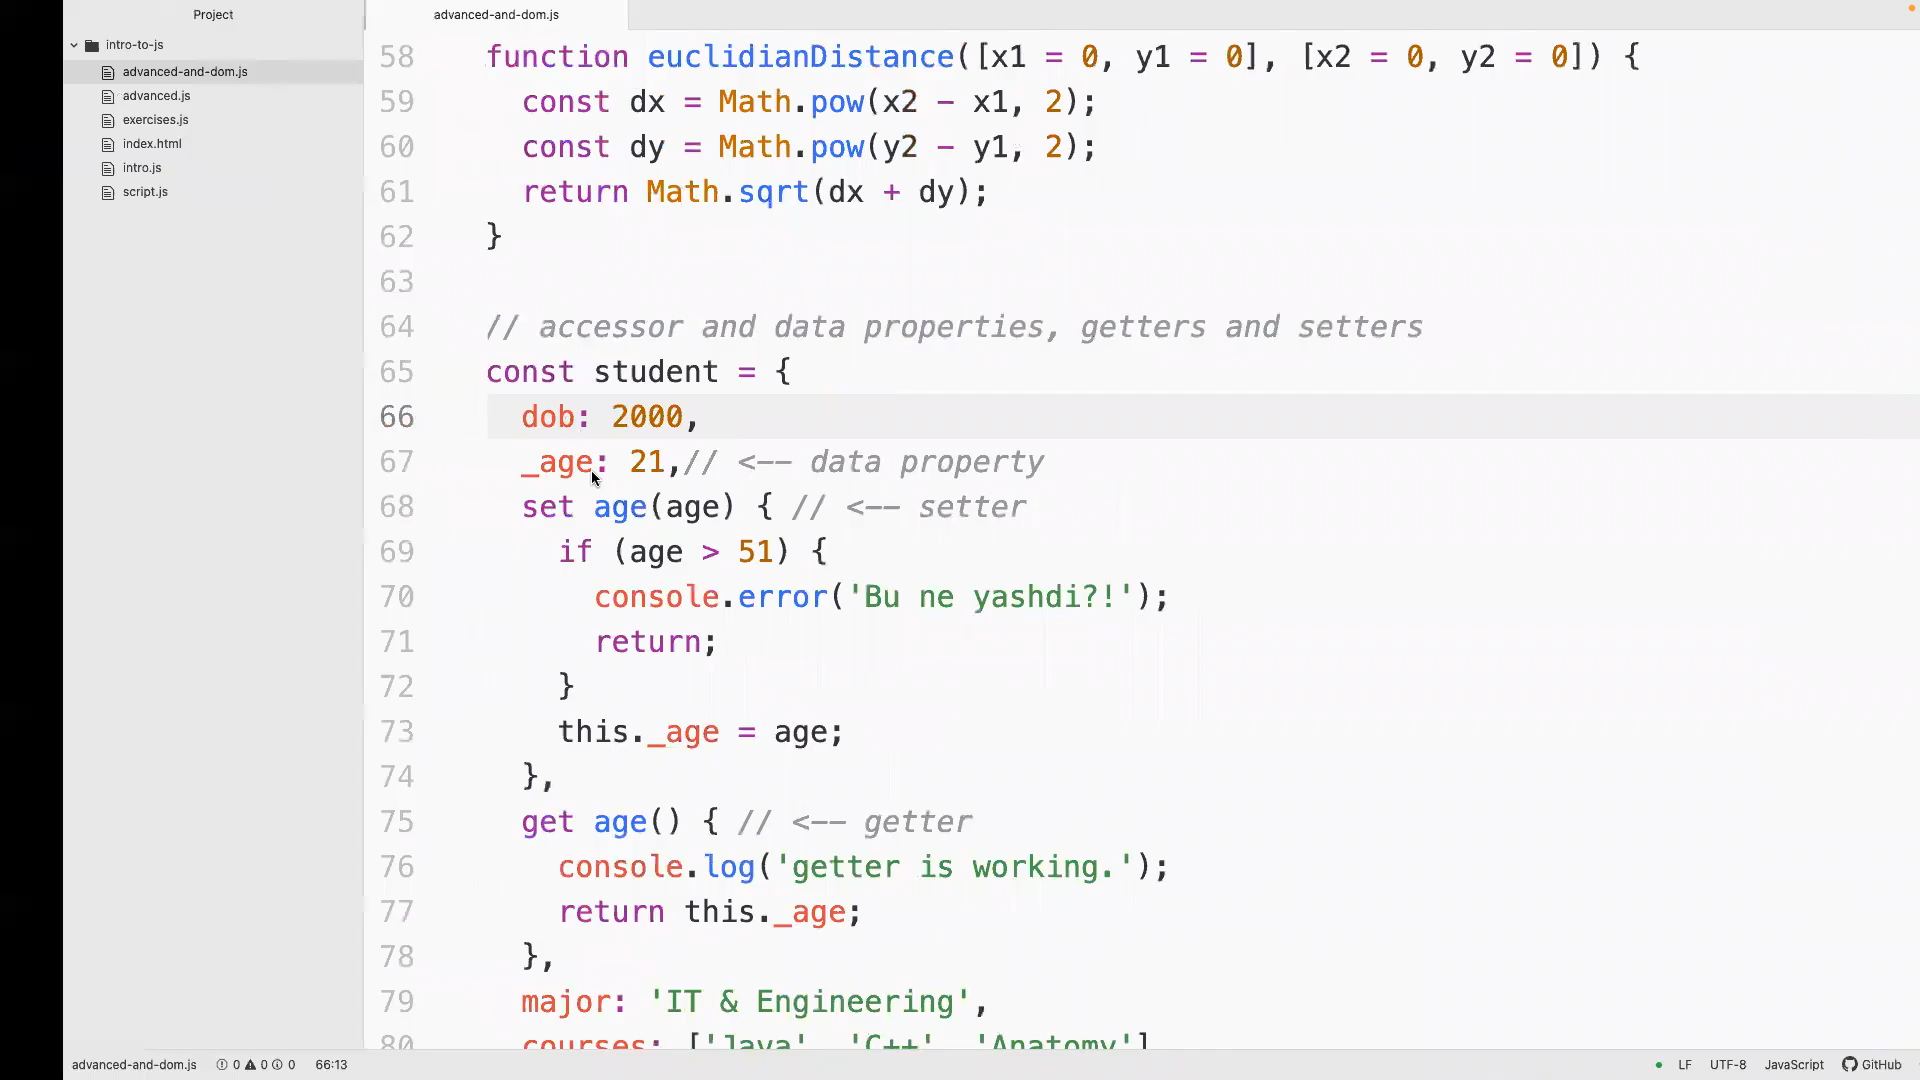 Project
advanced-and-dom.js
intro-to-js
advanced-and-dom.js
advanced.js
exercises.js
index.html
intro.js
script.js
58 function euclidianDistance([x1 = 0, y1 = 0], [x2 = 0, y2 = 0]) {
59 const dx = Math.pow(x2 - x1, 2);
60 const dy = Math.pow(y2 - y1, 2);
61 return Math.sqrt(dx + dy);
62 }
63
64 // accessor and data properties, getters and setters
65 const student = {
66 dob: 2000,
67 _age: 21,// <-- data property
68 set age(age) { // <-- setter
69 if (age > 51) {
70 console.error('Bu ne yashdi?!');
71 return;
72 }
73 this._age = age;
74 },
75 get age() { // <-- getter
76 console.log('getter is working.');
77 return this._age;
78 },
79 major: 'IT & Engineering',
80 courses: ['Java', 'C++', 'Anatomy']
advanced-and-dom.js 0 0 0 66:13 LF UTF-8 JavaScript GitHub